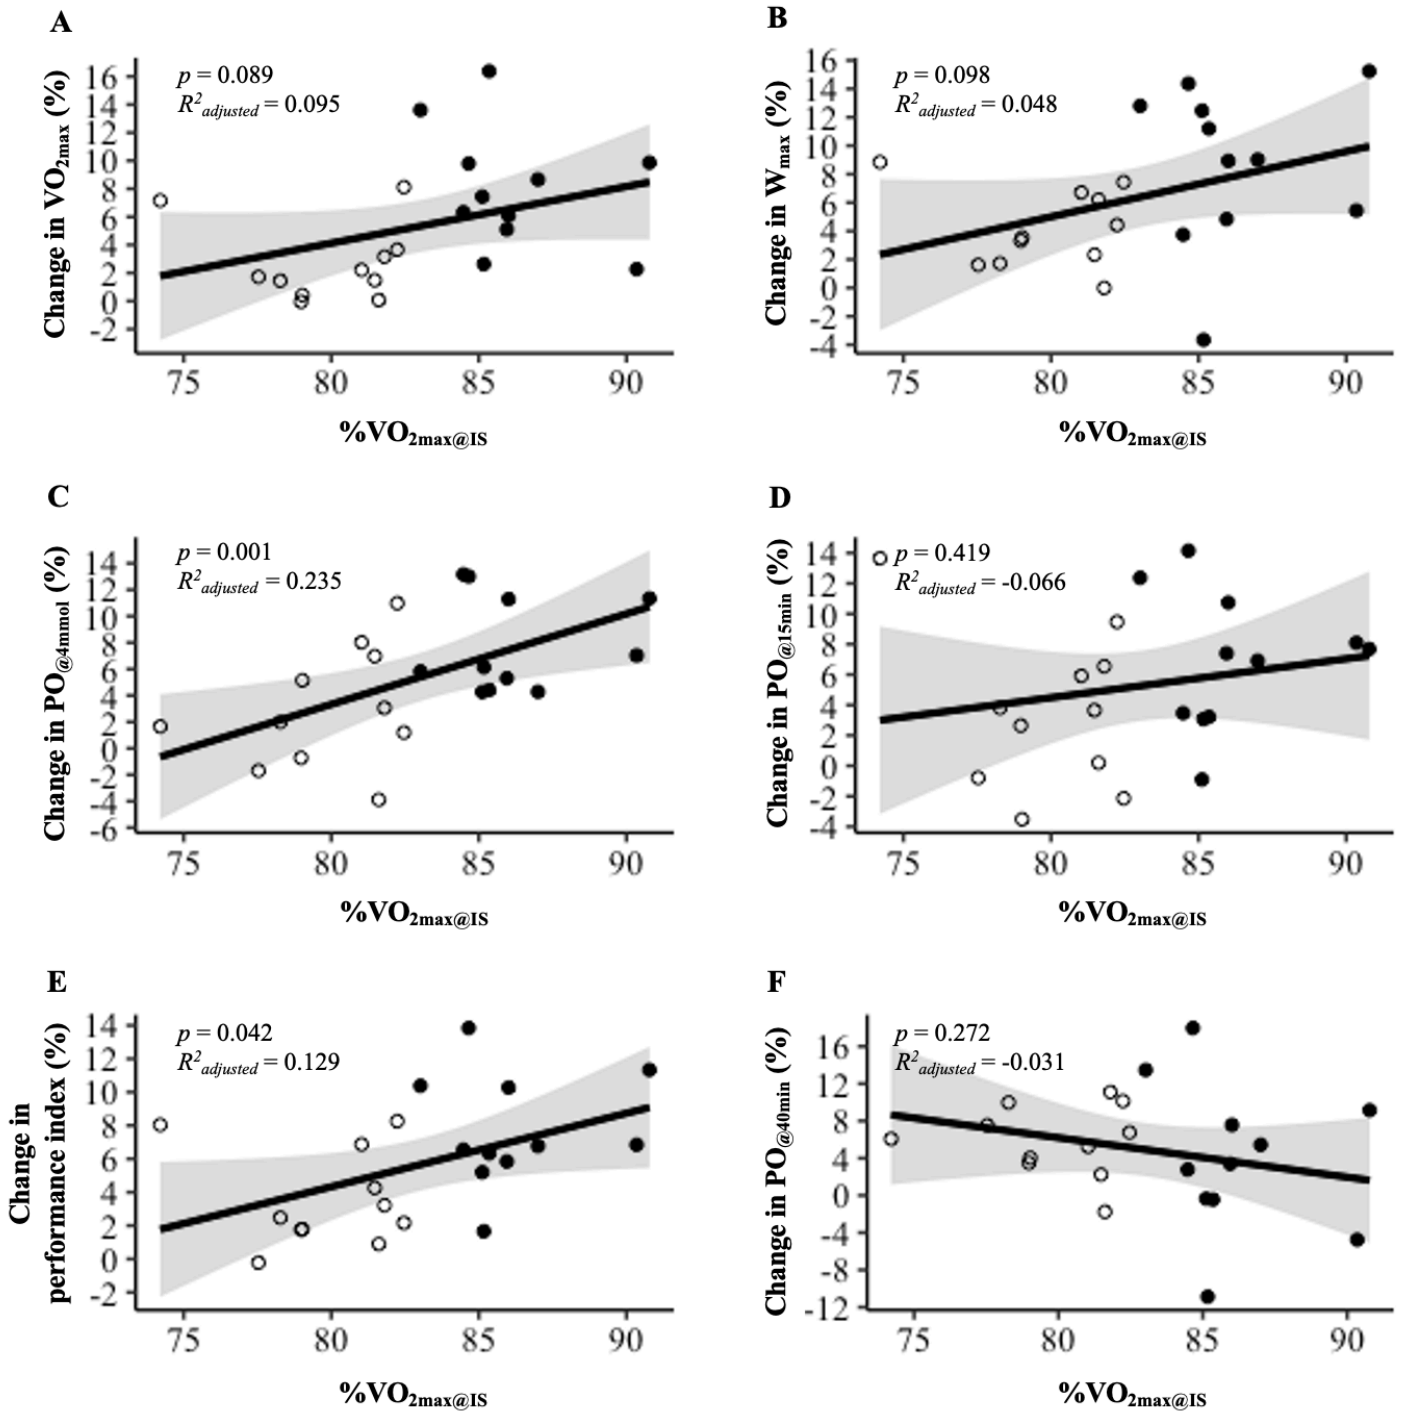 A
p = 0.089
R²adjusted = 0.095
Change in VO2max (%)
16
14
12
10
8
6
4
2
0
-2
75 80 85 90
%VO2max@IS
B
p = 0.098
R²adjusted = 0.048
Change in Wmax (%)
16
14
12
10
8
6
4
2
0
-2
-4
75 80 85 90
%VO2max@IS
C
p = 0.001
R²adjusted = 0.235
Change in PO@4mmol (%)
14
12
10
8
6
4
2
0
-2
-4
-6
75 80 85 90
%VO2max@IS
D
p = 0.419
R²adjusted = -0.066
Change in PO@15min (%)
14
12
10
8
6
4
2
0
-2
-4
75 80 85 90
%VO2max@IS
E
p = 0.042
R²adjusted = 0.129
Change in
performance index (%)
14
12
10
8
6
4
2
0
-2
75 80 85 90
%VO2max@IS
F
p = 0.272
R²adjusted = -0.031
Change in PO@40min (%)
16
12
8
4
0
-4
-8
-12
75 80 85 90
%VO2max@IS